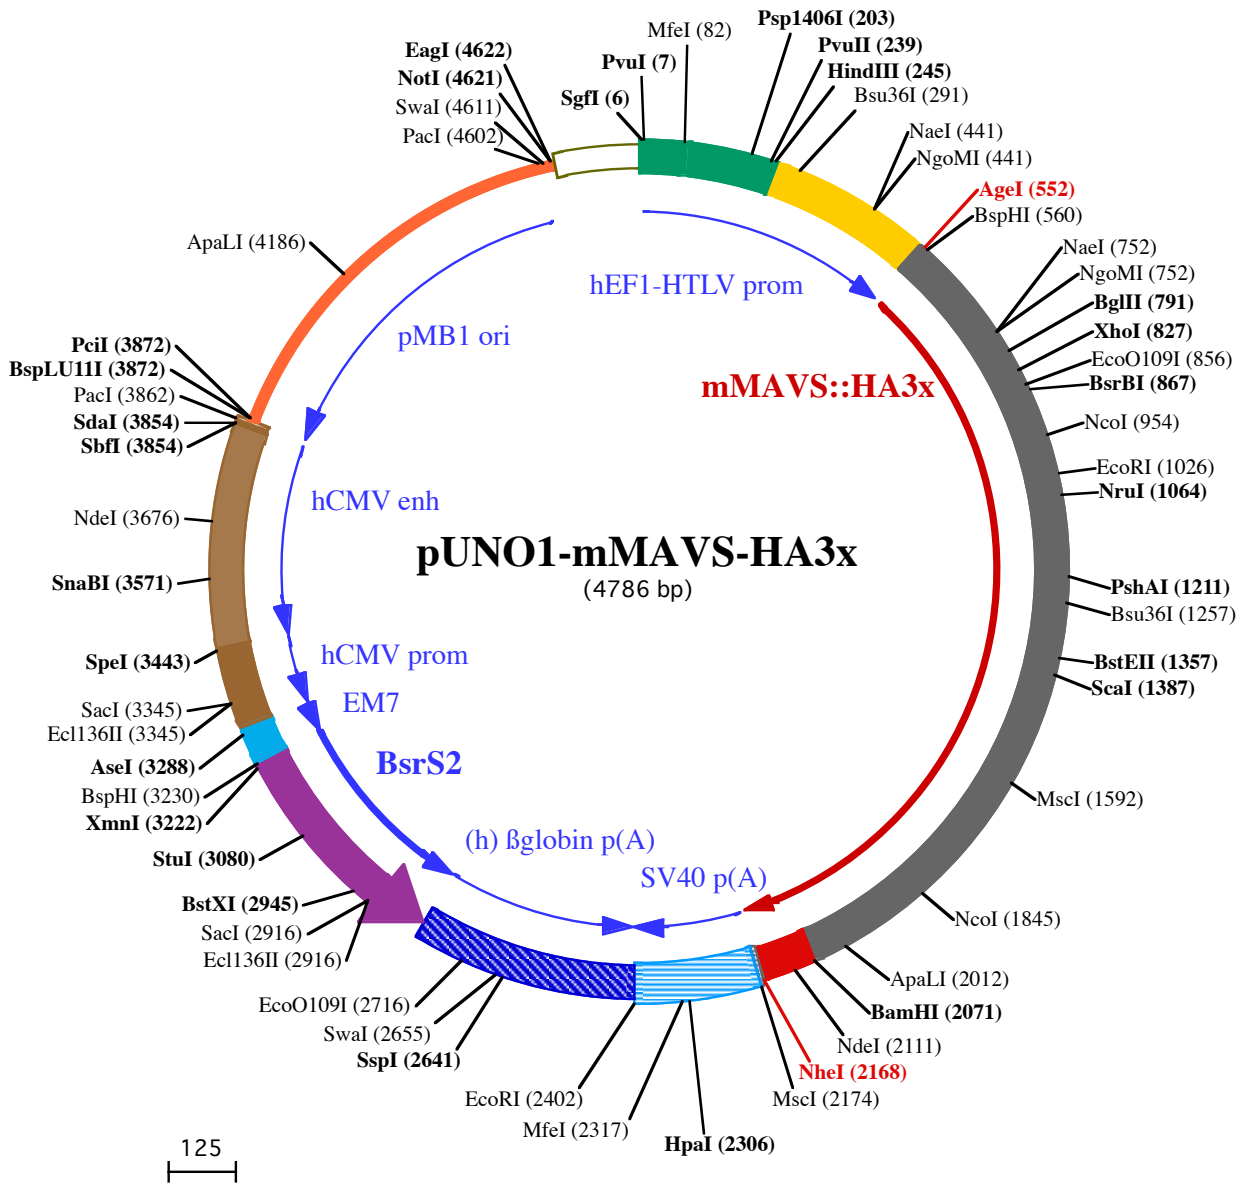 Psp1406I (203)
MfeI (82)
PvuII (239)
EagI (4622)
PvuI (7)
HindIII (245)
NotI (4621)
SgfI (6)
Bsu36I (291)
SwaI (4611)
PacI (4602)
NaeI (441)
NgoMI (441)
AgeI (552)
BspHI (560)
ApaLI (4186)
NaeI (752)
NgoMI (752)
hEF1-HTLV prom
BglII (791)
pMB1 ori
XhoI (827)
PciI (3872)
EcoO109I (856)
BspLU11I (3872)
BsrBI (867)
mMAVS::HA3x
PacI (3862)
SdaI (3854)
NcoI (954)
SbfI (3854)
EcoRI (1026)
NruI (1064)
hCMV enh
NdeI (3676)
pUNO1-mMAVS-HA3x
(4786 bp)
SnaBI (3571)
PshAI (1211)
Bsu36I (1257)
hCMV prom
SpeI (3443)
BstEII (1357)
ScaI (1387)
EM7
SacI (3345)
Ecl136II (3345)
BsrS2
AseI (3288)
BspHI (3230)
MscI (1592)
XmnI (3222)
(h) ßglobin p(A)
StuI (3080)
SV40 p(A)
BstXI (2945)
NcoI (1845)
SacI (2916)
Ecl136II (2916)
ApaLI (2012)
EcoO109I (2716)
BamHI (2071)
SwaI (2655)
NdeI (2111)
SspI (2641)
NheI (2168)
EcoRI (2402)
MscI (2174)
MfeI (2317)
HpaI (2306)
125